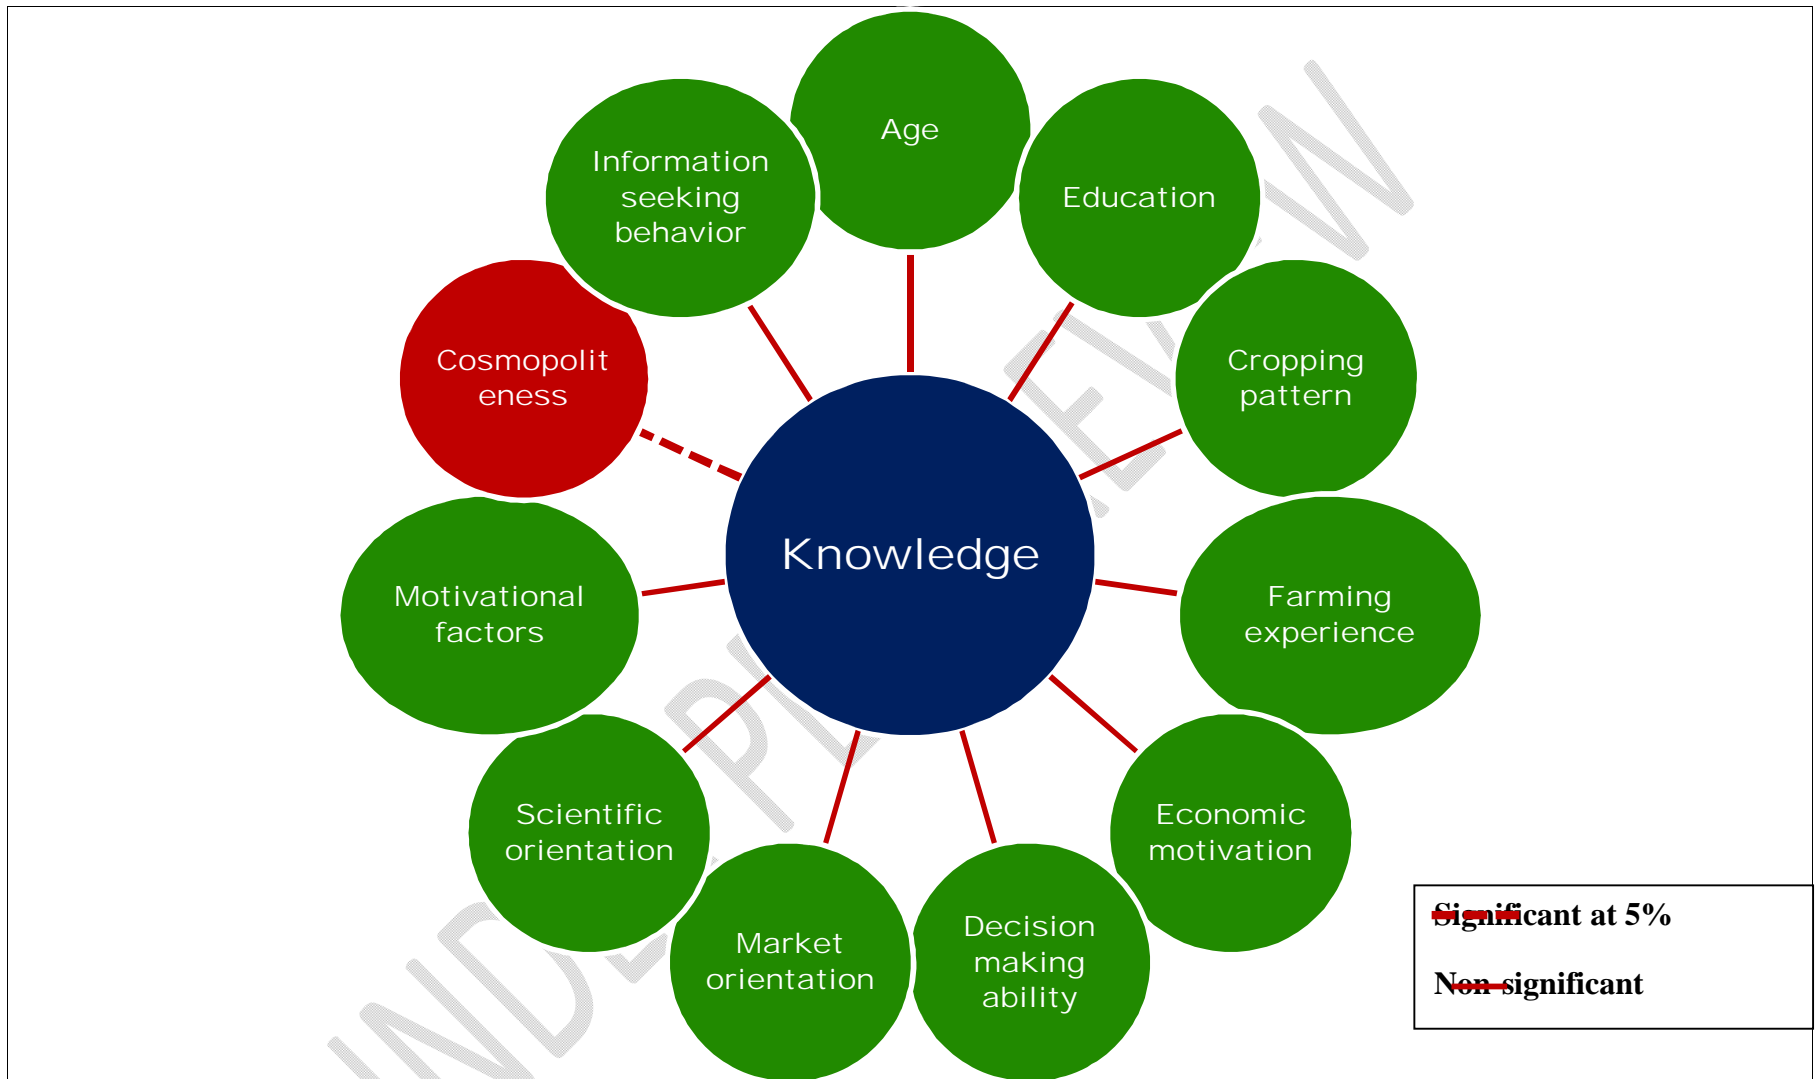 Age
Information
seeking
behavior
Education
Cosmopolit
eness
Cropping
pattern
Knowledge
Motivational
factors
Farming
experience
Scientific
orientation
Economic
motivation
Market
orientation
Decision
making
ability
Significant at 5%
Non-significant